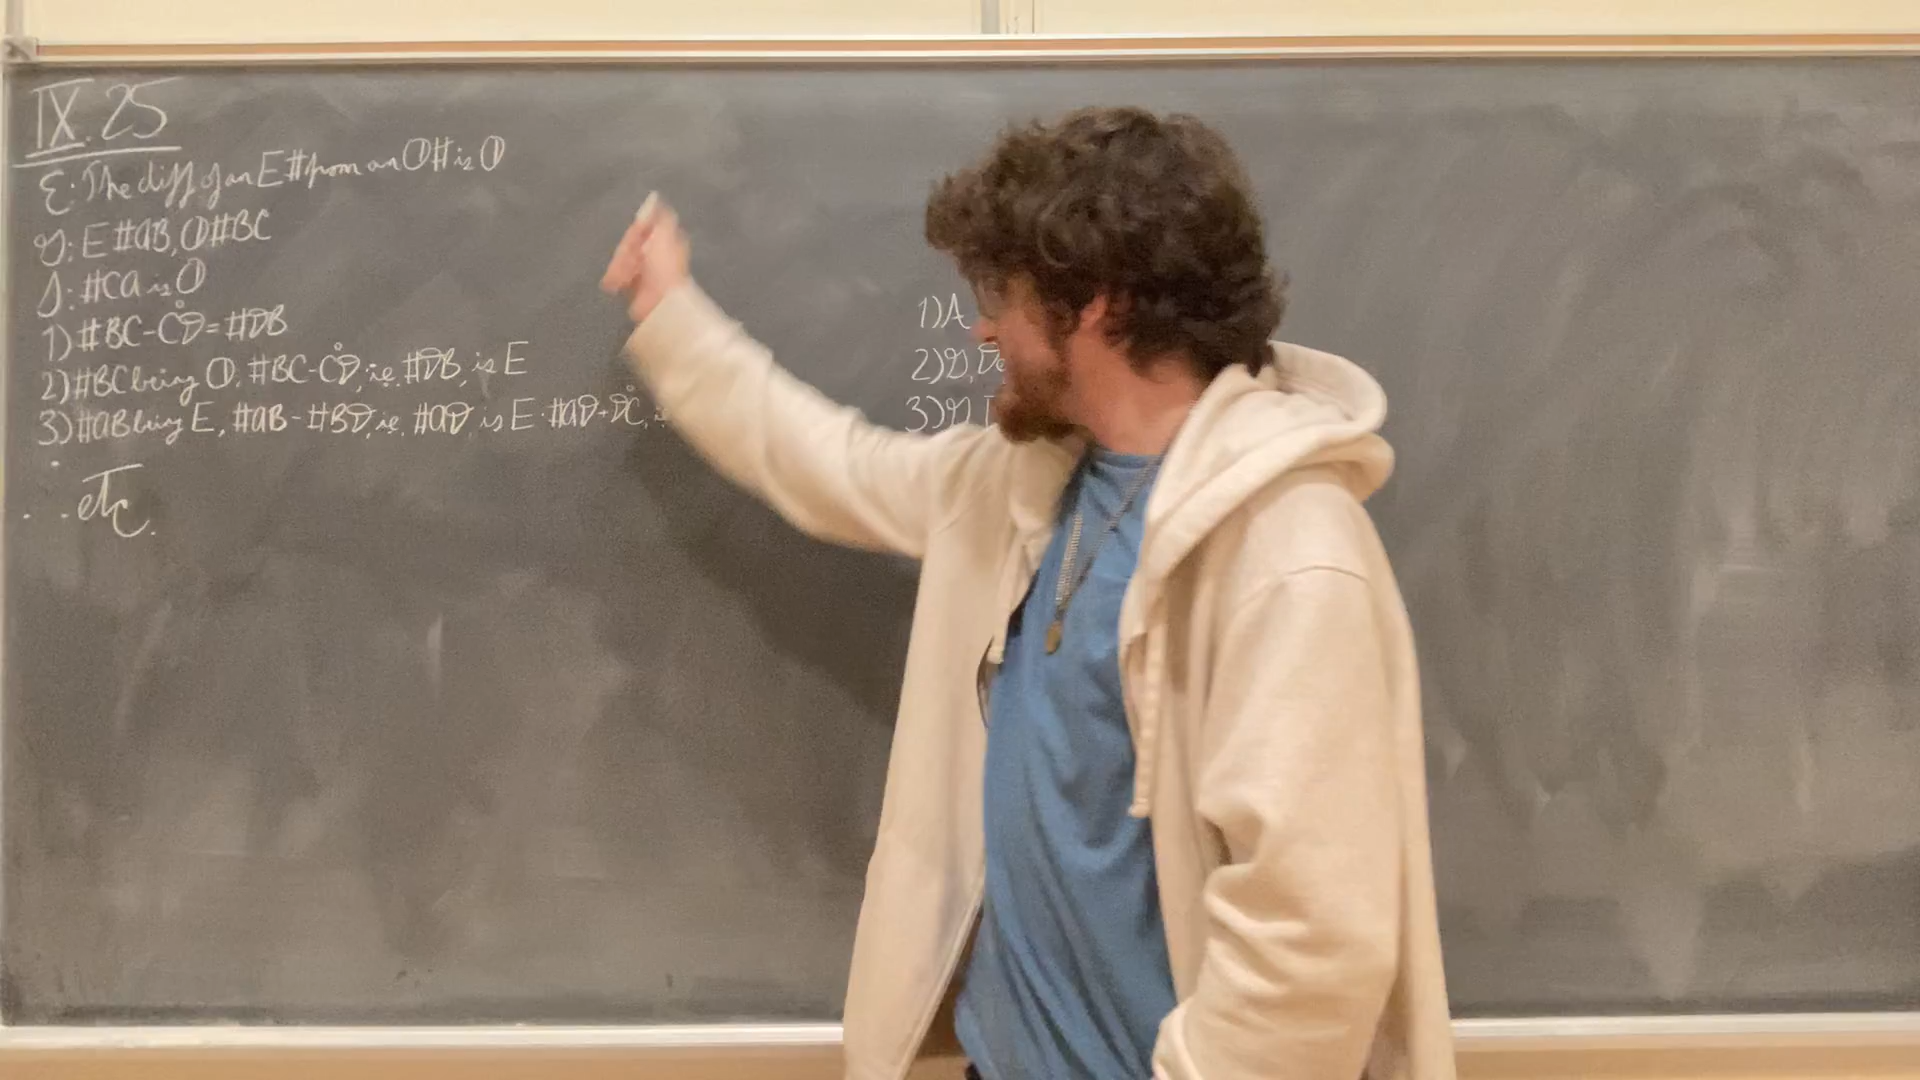 IX.25
Ɛ: The diff of an E # from an O # is O
G: E #AB, O #BC
S: #CA is O
1) #BC - CD̊ = #DB
2) #BC being O, #BC - CD̊, i.e. #DB, is E
3) #AB being E, #AB - #BD, i.e. #AD is E · #AD + DC̊,
∴ etc.
1) A
2) G, De
3) G,